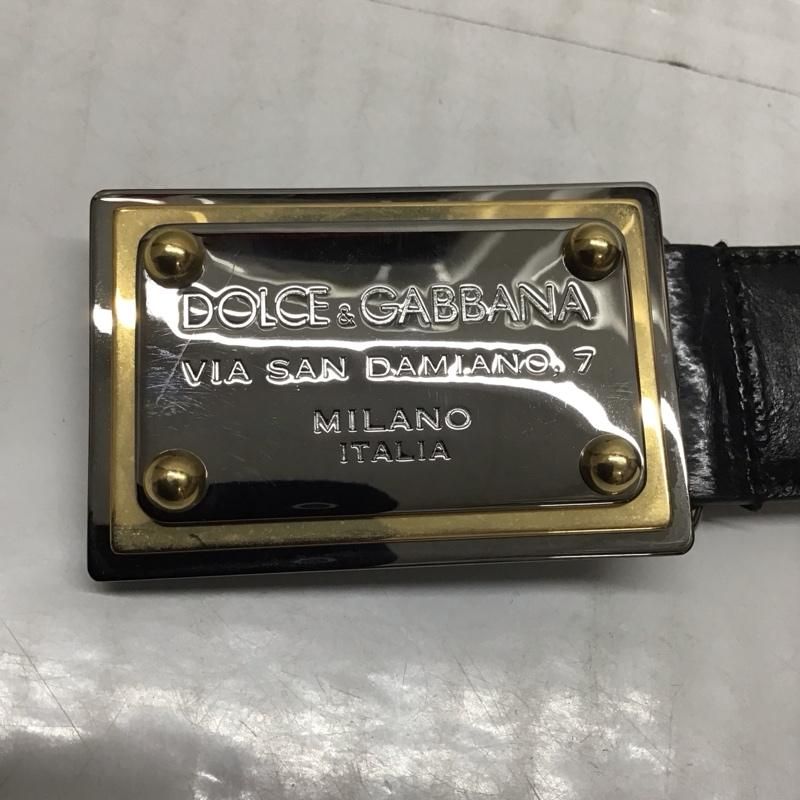 DOLCE & GABBANA
VIA SAN DAMIANO, 7
MILANO
ITALIA